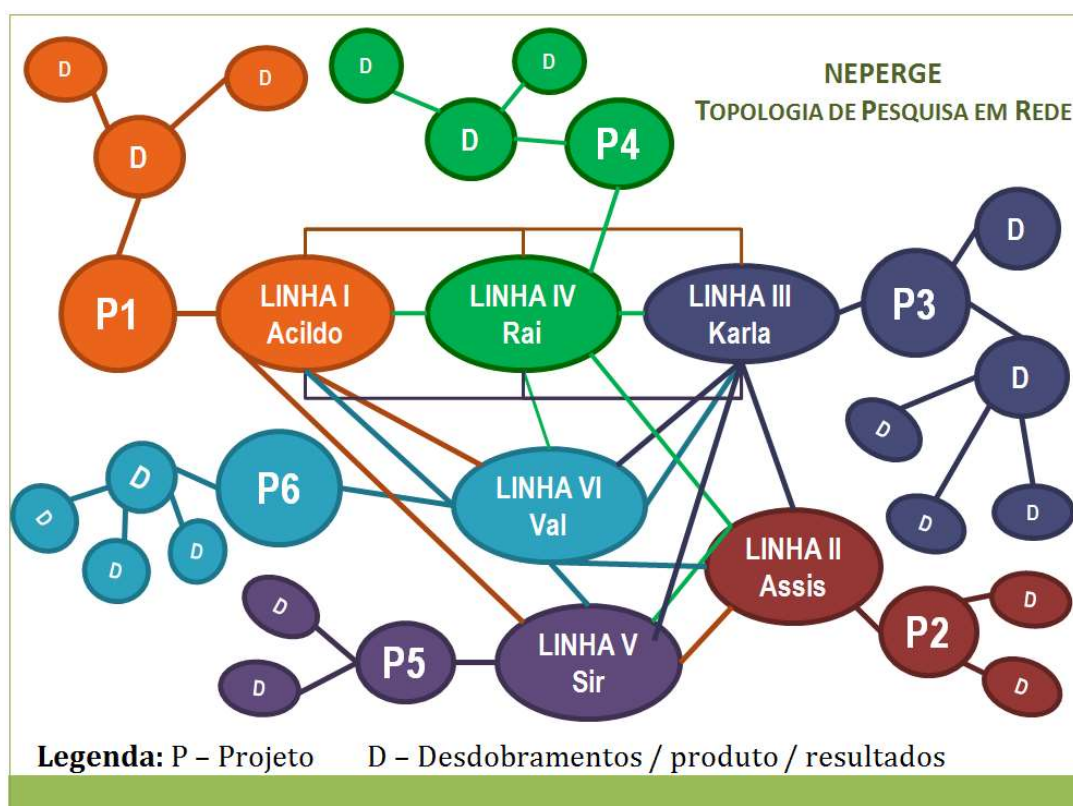 NEPERGE
TOPOLOGIA DE PESQUISA EM REDE
D
D
D
D
D
D
P4
D
P1
LINHA I
Acildo
LINHA IV
Rai
LINHA III
Karla
P3
D
D
D
D
D
D
P6
LINHA VI
Val
D
D
D
LINHA II
Assis
D
D
P5
LINHA V
Sir
P2
D
D
Legenda: P – Projeto D – Desdobramentos / produto / resultados